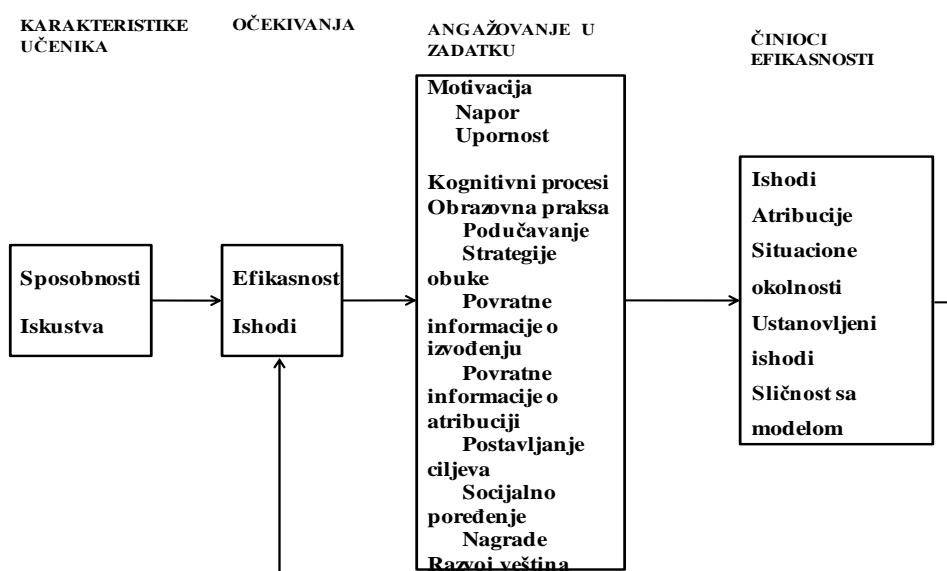 KARAKTERISTIKE
UČENIKA
OČEKIVANJA
ANGAŽOVANJE U
ZADATKU
ČINIOCI
EFIKASNOSTI
Sposobnosti
Iskustva
Efikasnost
Ishodi
Motivacija
Napor
Upornost
Kognitivni procesi
Obrazovna praksa
Podučavanje
Strategije
obuke
Povratne
informacije o
izvođenju
Povratne
informacije o
atribuciji
Postavljanje
ciljeva
Socijalno
poređenje
Nagrade
Razvoj veština
Ishodi
Atribucije
Situacione
okolnosti
Ustanovljeni
ishodi
Sličnost sa
modelom